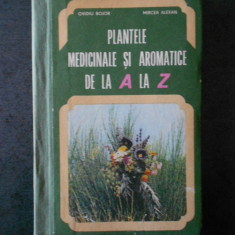 OVIDIU BOJOR MIRCEA ALEXAN
PLANTELE
MEDICINALE ȘI AROMATICE
DE LA A LA Z